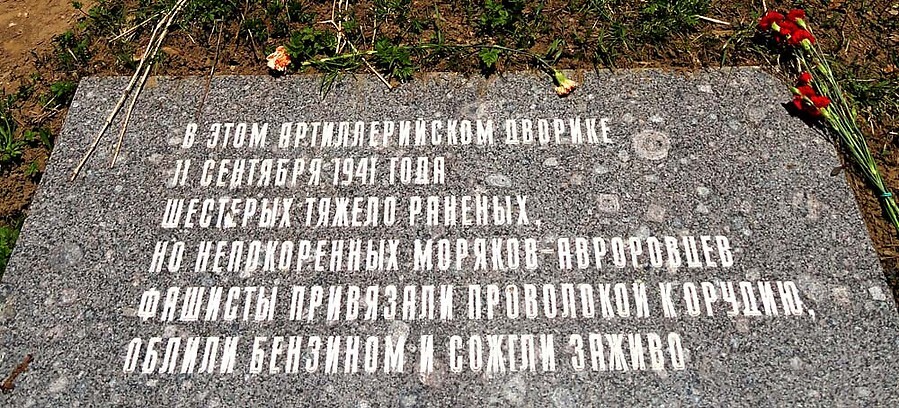 В ЭТОМ АРТИЛЛЕРИЙСКОМ ДВОРИКЕ
11 СЕНТЯБРЯ 1941 ГОДА
ШЕСТЕРЫХ ТЯЖЕЛО РАНЕНЫХ,
НО НЕПОКОРЕННЫХ МОРЯКОВ-АВРОРОВЦЕВ
ФАШИСТЫ ПРИВЯЗАЛИ ПРОВОЛОКОЙ К ОРУДИЮ,
ОБЛИЛИ БЕНЗИНОМ И СОЖГЛИ ЗАЖИВО